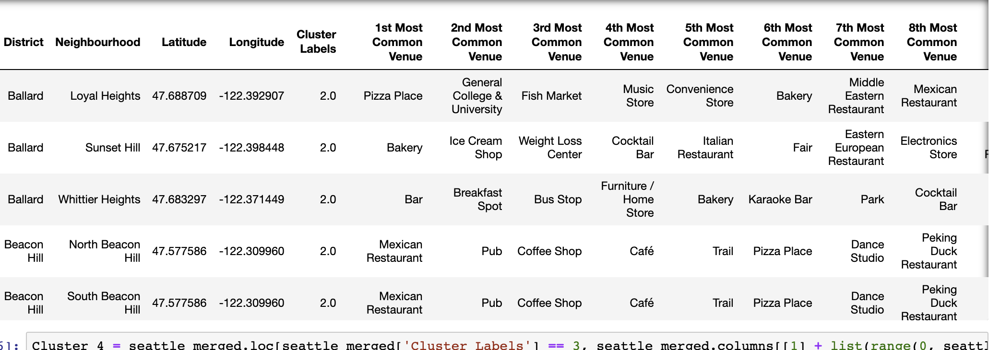 District Neighbourhood Latitude Longitude Cluster Labels 1st Most Common Venue 2nd Most Common Venue 3rd Most Common Venue 4th Most Common Venue 5th Most Common Venue 6th Most Common Venue 7th Most Common Venue 8th Most Common Venue
Ballard Loyal Heights 47.688709 -122.392907 2.0 Pizza Place General College & University Fish Market Music Store Convenience Store Bakery Middle Eastern Restaurant Mexican Restaurant
Ballard Sunset Hill 47.675217 -122.398448 2.0 Bakery Ice Cream Shop Weight Loss Center Cocktail Bar Italian Restaurant Fair Eastern European Restaurant Electronics Store
Ballard Whittier Heights 47.683297 -122.371449 2.0 Bar Breakfast Spot Bus Stop Furniture / Home Store Bakery Karaoke Bar Park Cocktail Bar
Beacon Hill North Beacon Hill 47.577586 -122.309960 2.0 Mexican Restaurant Pub Coffee Shop Café Trail Pizza Place Dance Studio Peking Duck Restaurant
Beacon Hill South Beacon Hill 47.577586 -122.309960 2.0 Mexican Restaurant Pub Coffee Shop Café Trail Pizza Place Dance Studio Peking Duck Restaurant
]: Cluster_4 = seattle_merged.loc[seattle_merged['Cluster Labels'] == 3, seattle_merged.columns[[1] + list(range(0,